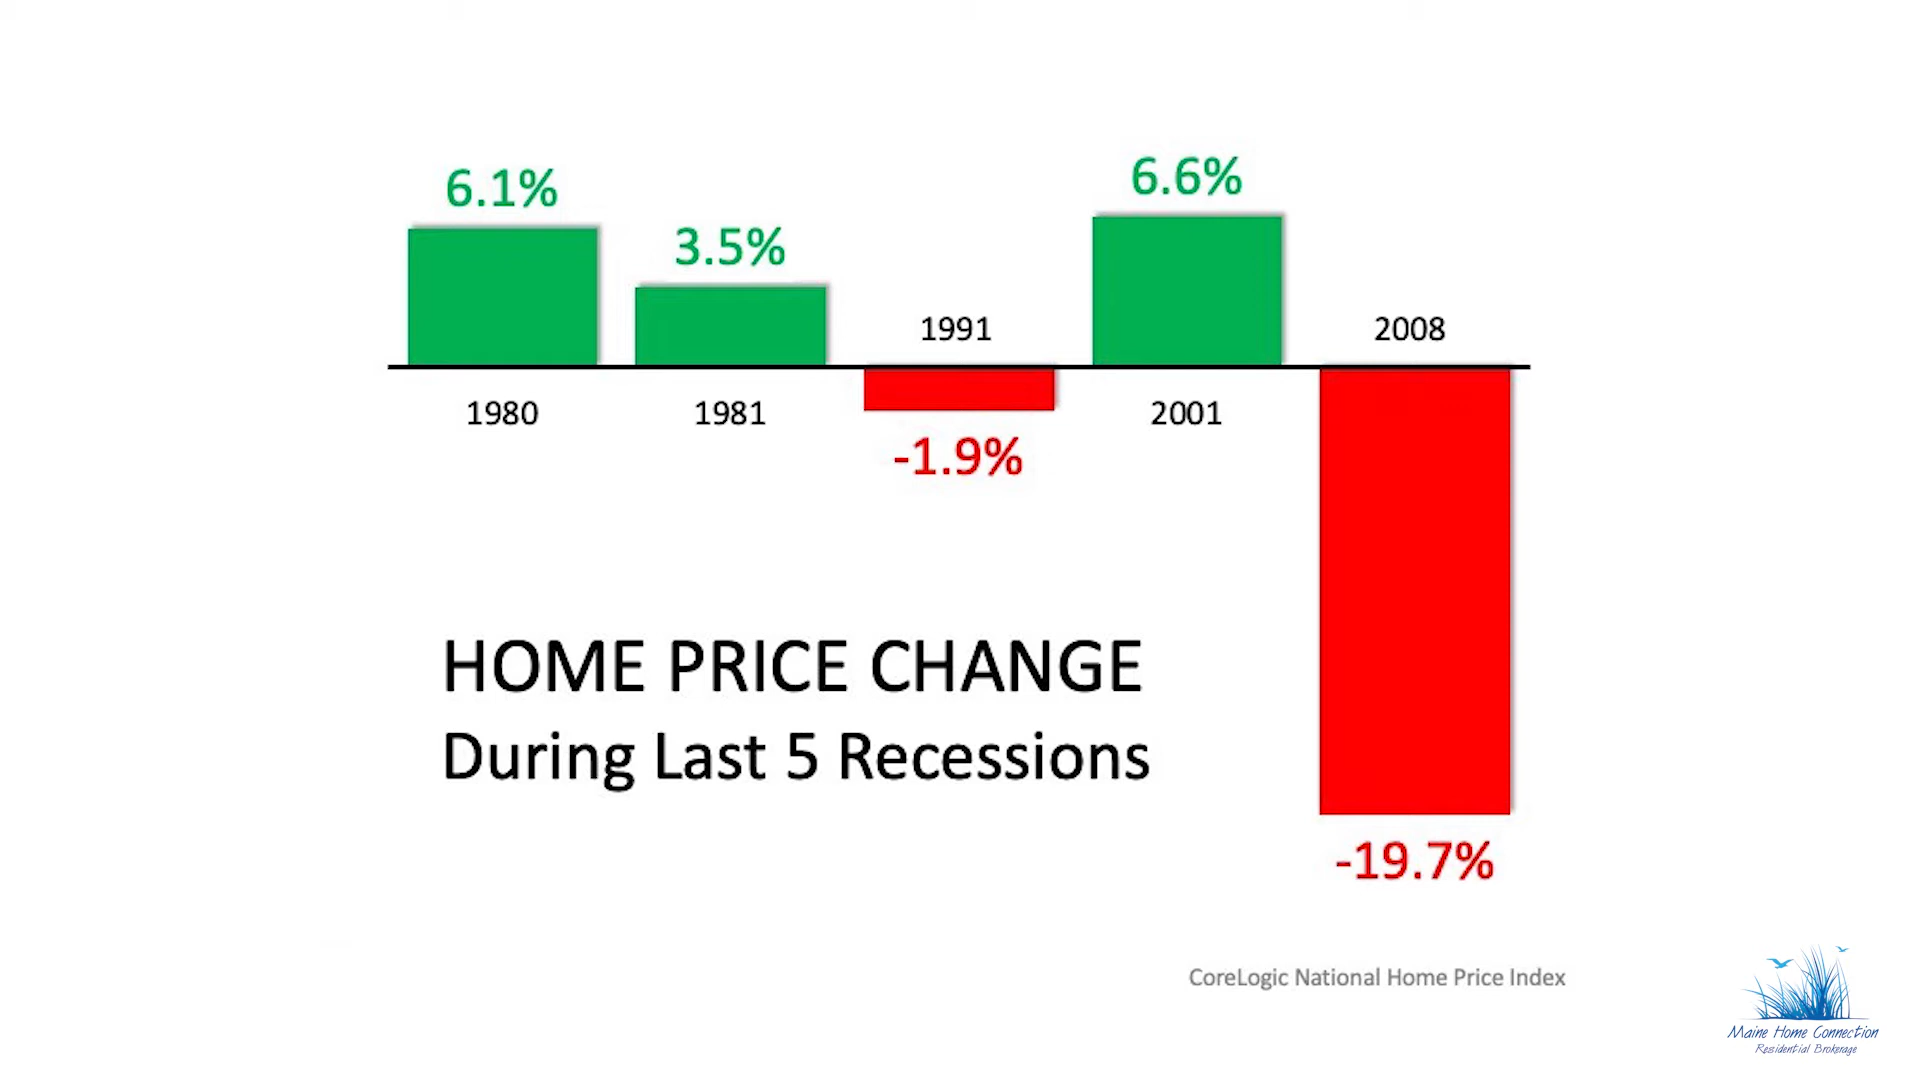 6.1%
3.5%
6.6%
1991
2008
1980
1981
2001
-1.9%
HOME PRICE CHANGE
During Last 5 Recessions
-19.7%
CoreLogic National Home Price Index
Maine Home Connection
Residential Brokerage